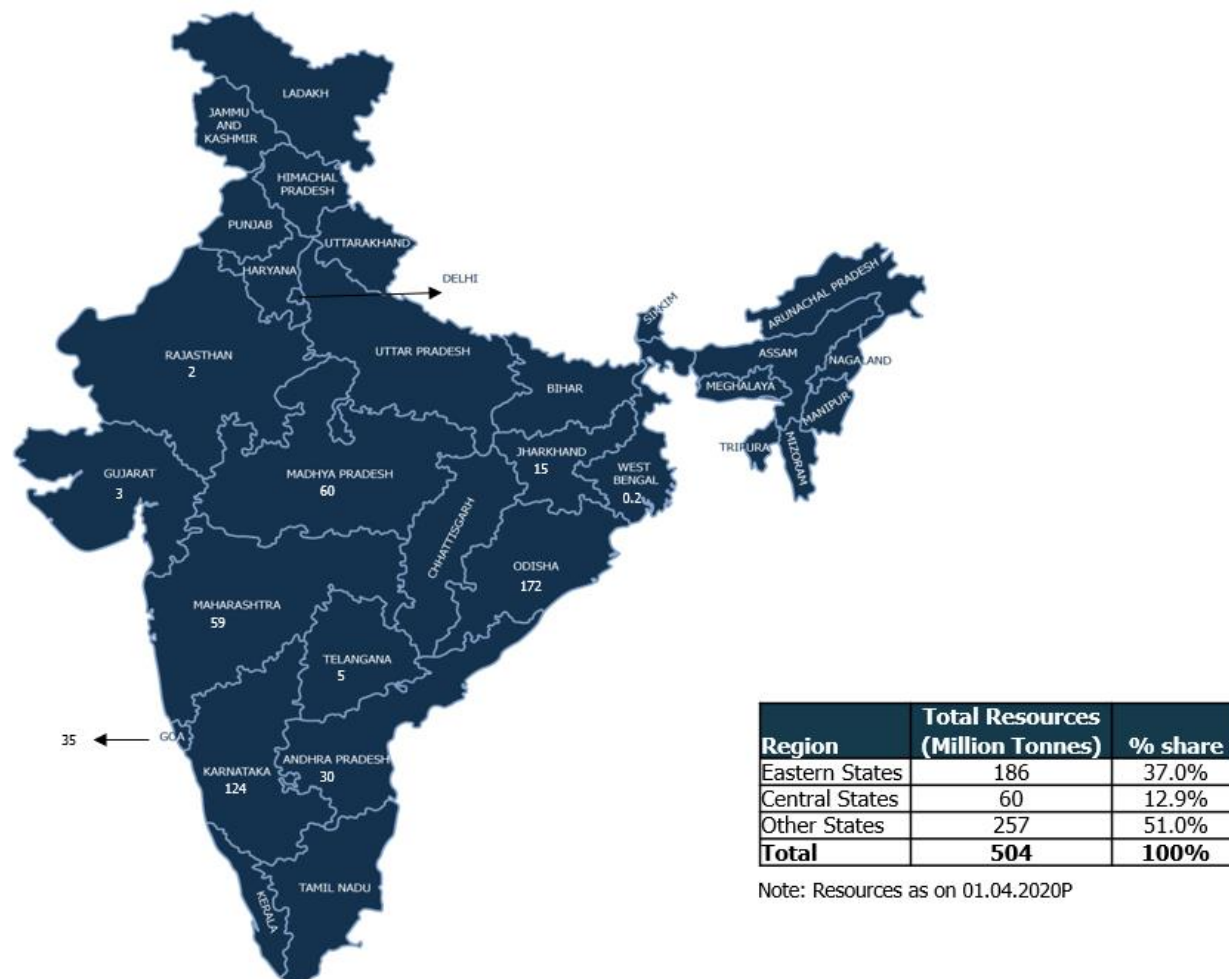 LADAKH
JAMMU
AND
KASHMIR
HIMACHAL
PRADESH
PUNJAB
UTTARAKHAND
HARYANA
DELHI
ARUNACHAL PRADESH
SIKKIM
RAJASTHAN
2
UTTAR PRADESH
ASSAM
NAGALAND
BIHAR
MEGHALAYA
MANIPUR
TRIPURA
MIZORAM
GUJARAT
3
MADHYA PRADESH
60
JHARKHAND
15
WEST
BENGAL
0.2
CHHATTISGARH
ODISHA
172
MAHARASHTRA
59
TELANGANA
5
35
GOA
KARNATAKA
124
ANDHRA PRADESH
30
TAMIL NADU
KERALA
Total Resources
Region (Million Tonnes) % share
Eastern States 186 37.0%
Central States 60 12.9%
Other States 257 51.0%
Total 504 100%
Note: Resources as on 01.04.2020P